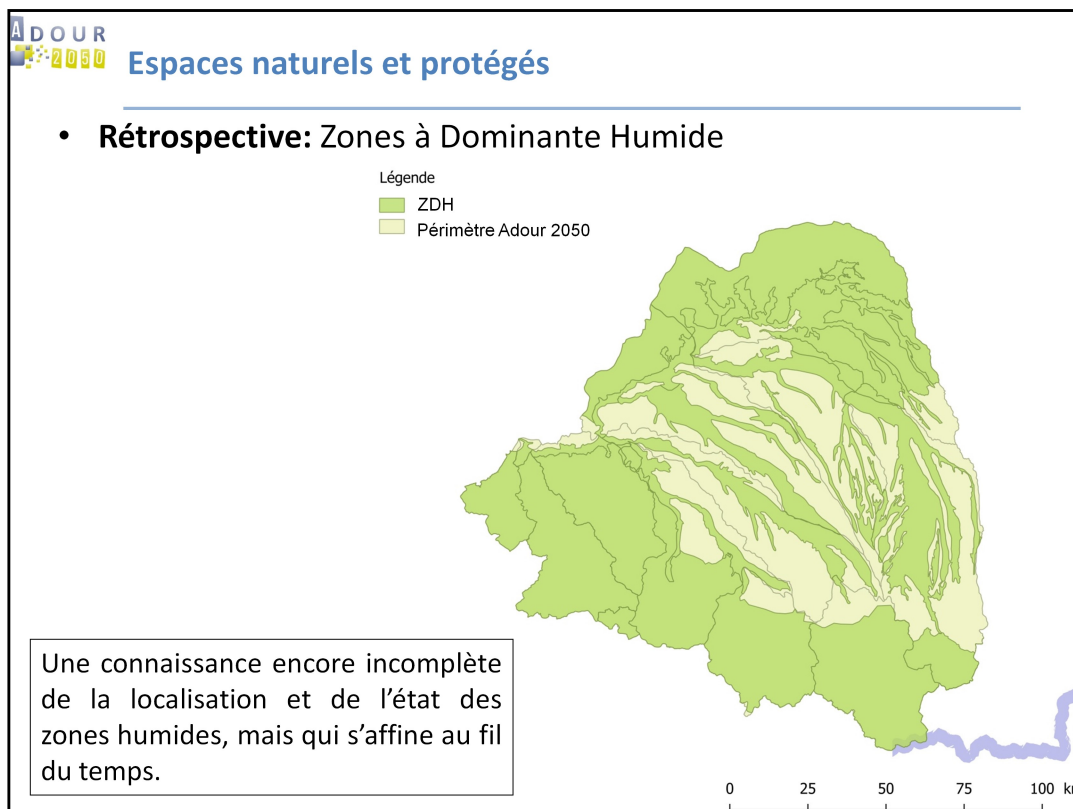 ADOUR
2050
Espaces naturels et protégés
• Rétrospective: Zones à Dominante Humide
Légende
ZDH
Périmètre Adour 2050
Une connaissance encore incomplète
de la localisation et de l’état des
zones humides, mais qui s’affine au fil
du temps.
0 25 50 75 100 km